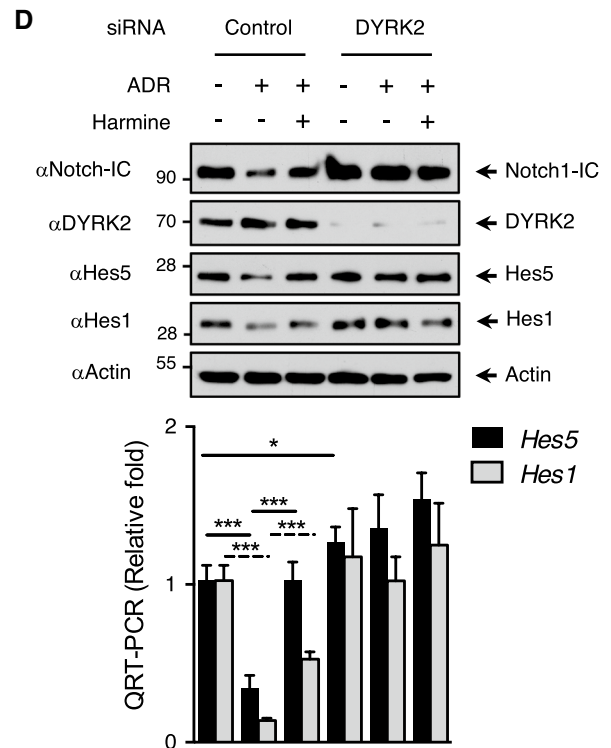 D
siRNA Control DYRK2
ADR - + + - + +
Harmine - - + - - +
αNotch-IC 90 Notch1-IC
αDYRK2 70 DYRK2
αHes5 28 Hes5
αHes1 28 Hes1
αActin 55 Actin
QRT-PCR (Relative fold)
2
1
0
*
***
***
***
***
Hes5
Hes1